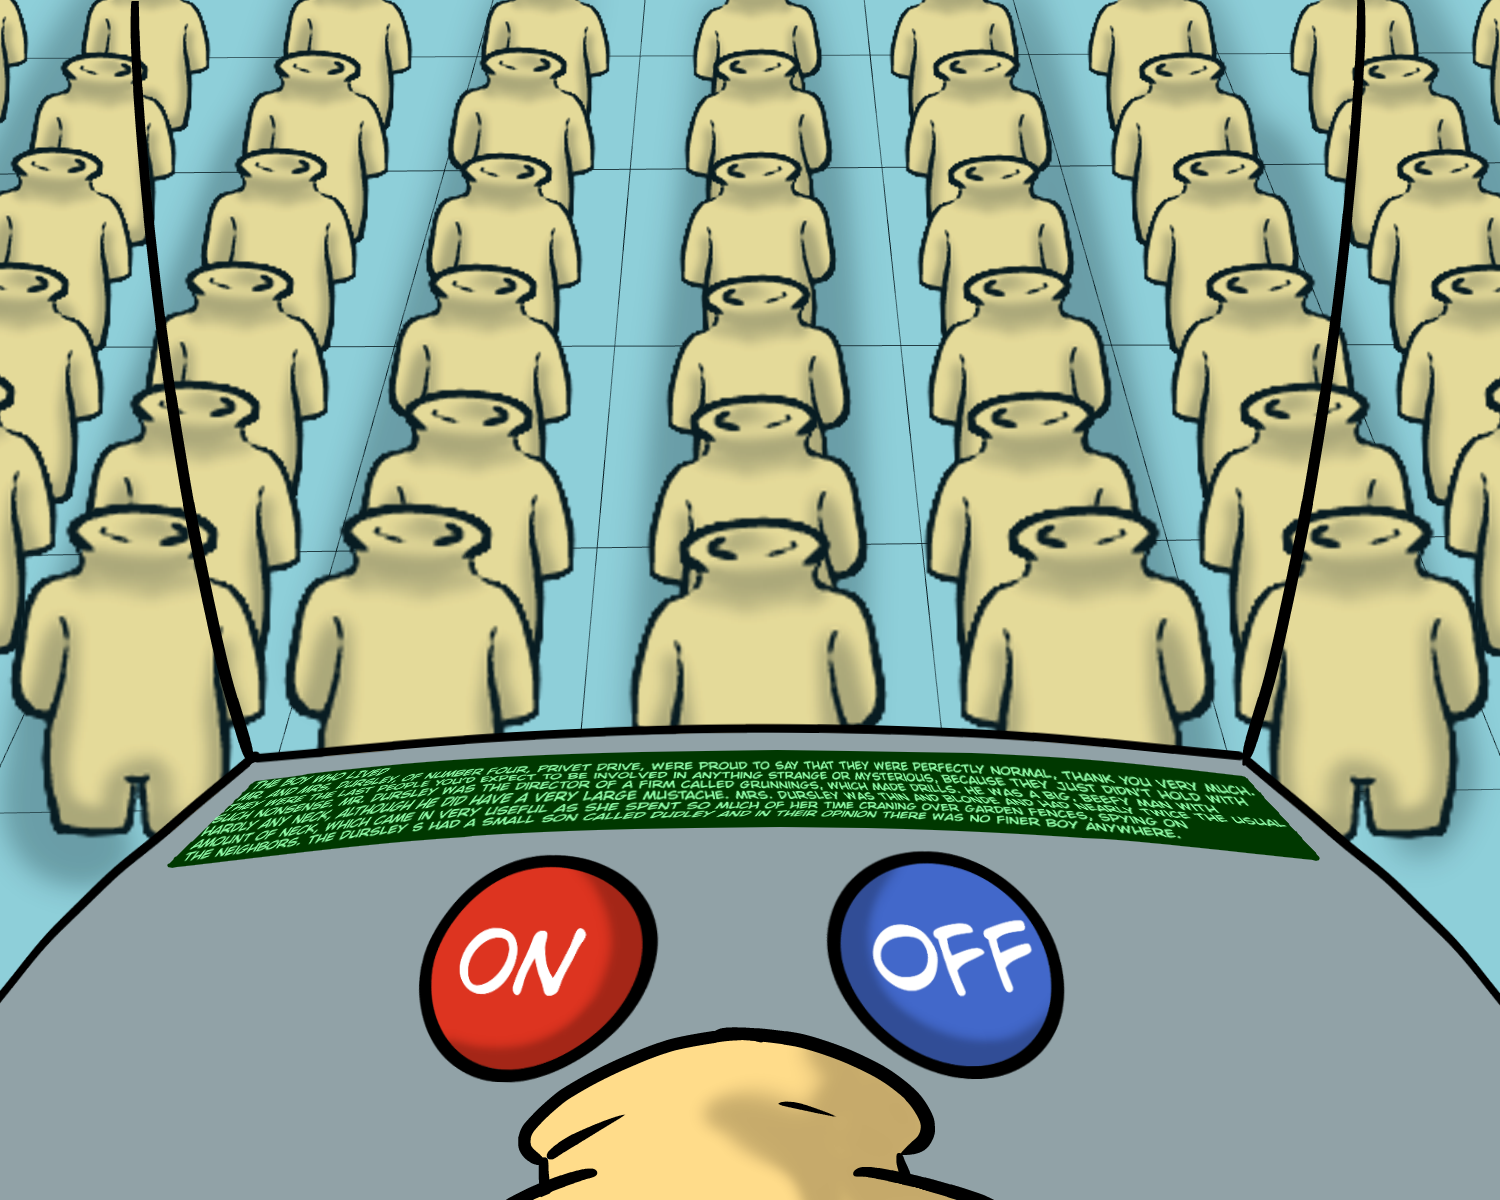 THE BOY WHO LIVED
MR. AND MRS. DURSLEY, OF NUMBER FOUR, PRIVET DRIVE, WERE PROUD TO SAY THAT THEY WERE PERFECTLY NORMAL, THANK YOU VERY MUCH
THEY WERE THE LAST PEOPLE YOU'D EXPECT TO BE INVOLVED IN ANYTHING STRANGE OR MYSTERIOUS, BECAUSE THEY JUST DIDN'T HOLD WITH
SUCH NONSENSE. MR. DURSLEY WAS THE DIRECTOR OF A FIRM CALLED GRUNNINGS, WHICH MADE DRILLS. HE WAS A BIG, BEEFY MAN WITH
HARDLY ANY NECK, ALTHOUGH HE DID HAVE A VERY LARGE MUSTACHE. MRS. DURSLEY WAS THIN AND BLONDE AND HAD NEARLY TWICE THE USUAL
AMOUNT OF NECK, WHICH CAME IN VERY USEFUL AS SHE SPENT SO MUCH OF HER TIME CRANING OVER GARDEN FENCES, SPYING ON
THE NEIGHBORS. THE DURSLEY S HAD A SMALL SON CALLED DUDLEY AND IN THEIR OPINION THERE WAS NO FINER BOY ANYWHERE.
ON
OFF